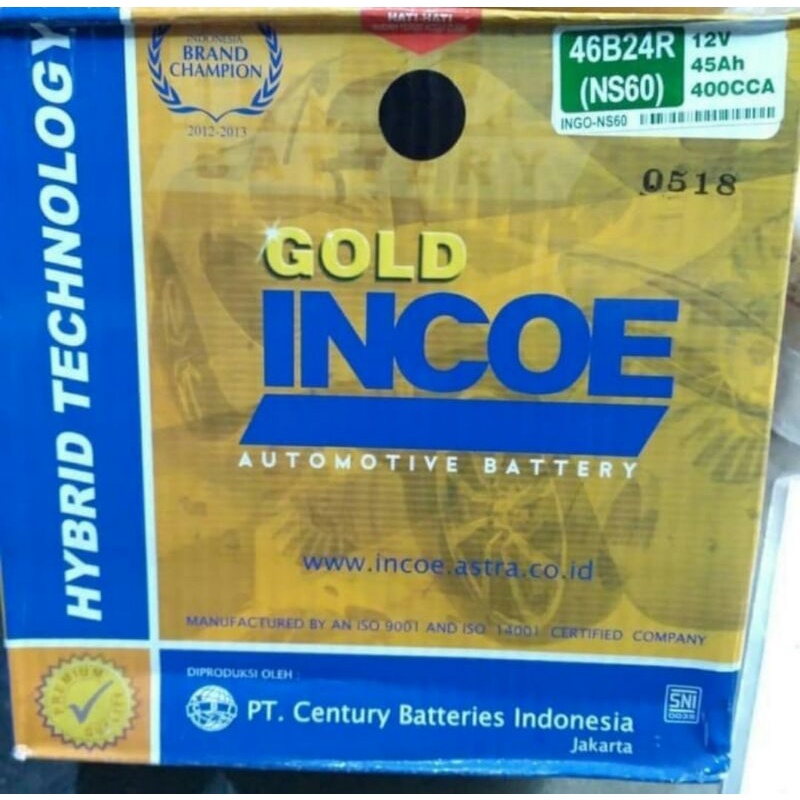 HATI-HATI
INDONESIA
BRAND
CHAMPION
2012-2013
46B24R
(NS60)
12V
45Ah
400CCA
INGO-NS60
0518
HYBRID TECHNOLOGY
GOLD
INCOE
AUTOMOTIVE BATTERY
www.incoe.astra.co.id
MANUFACTURED BY AN ISO 9001 AND ISO 14001 CERTIFIED COMPANY
PREMIUM
DIPRODUKSI OLEH :
PT. Century Batteries Indonesia
Jakarta
SNI